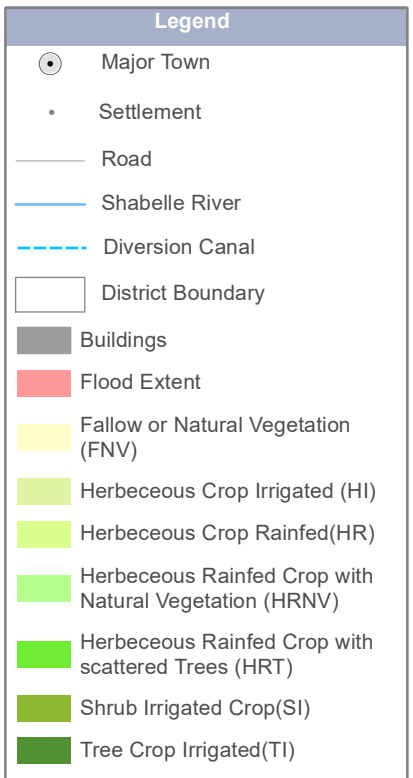 Legend
Major Town
Settlement
Road
Shabelle River
Diversion Canal
District Boundary
Buildings
Flood Extent
Fallow or Natural Vegetation
(FNV)
Herbeceous Crop Irrigated (HI)
Herbeceous Crop Rainfed(HR)
Herbeceous Rainfed Crop with
Natural Vegetation (HRNV)
Herbeceous Rainfed Crop with
scattered Trees (HRT)
Shrub Irrigated Crop(SI)
Tree Crop Irrigated(TI)